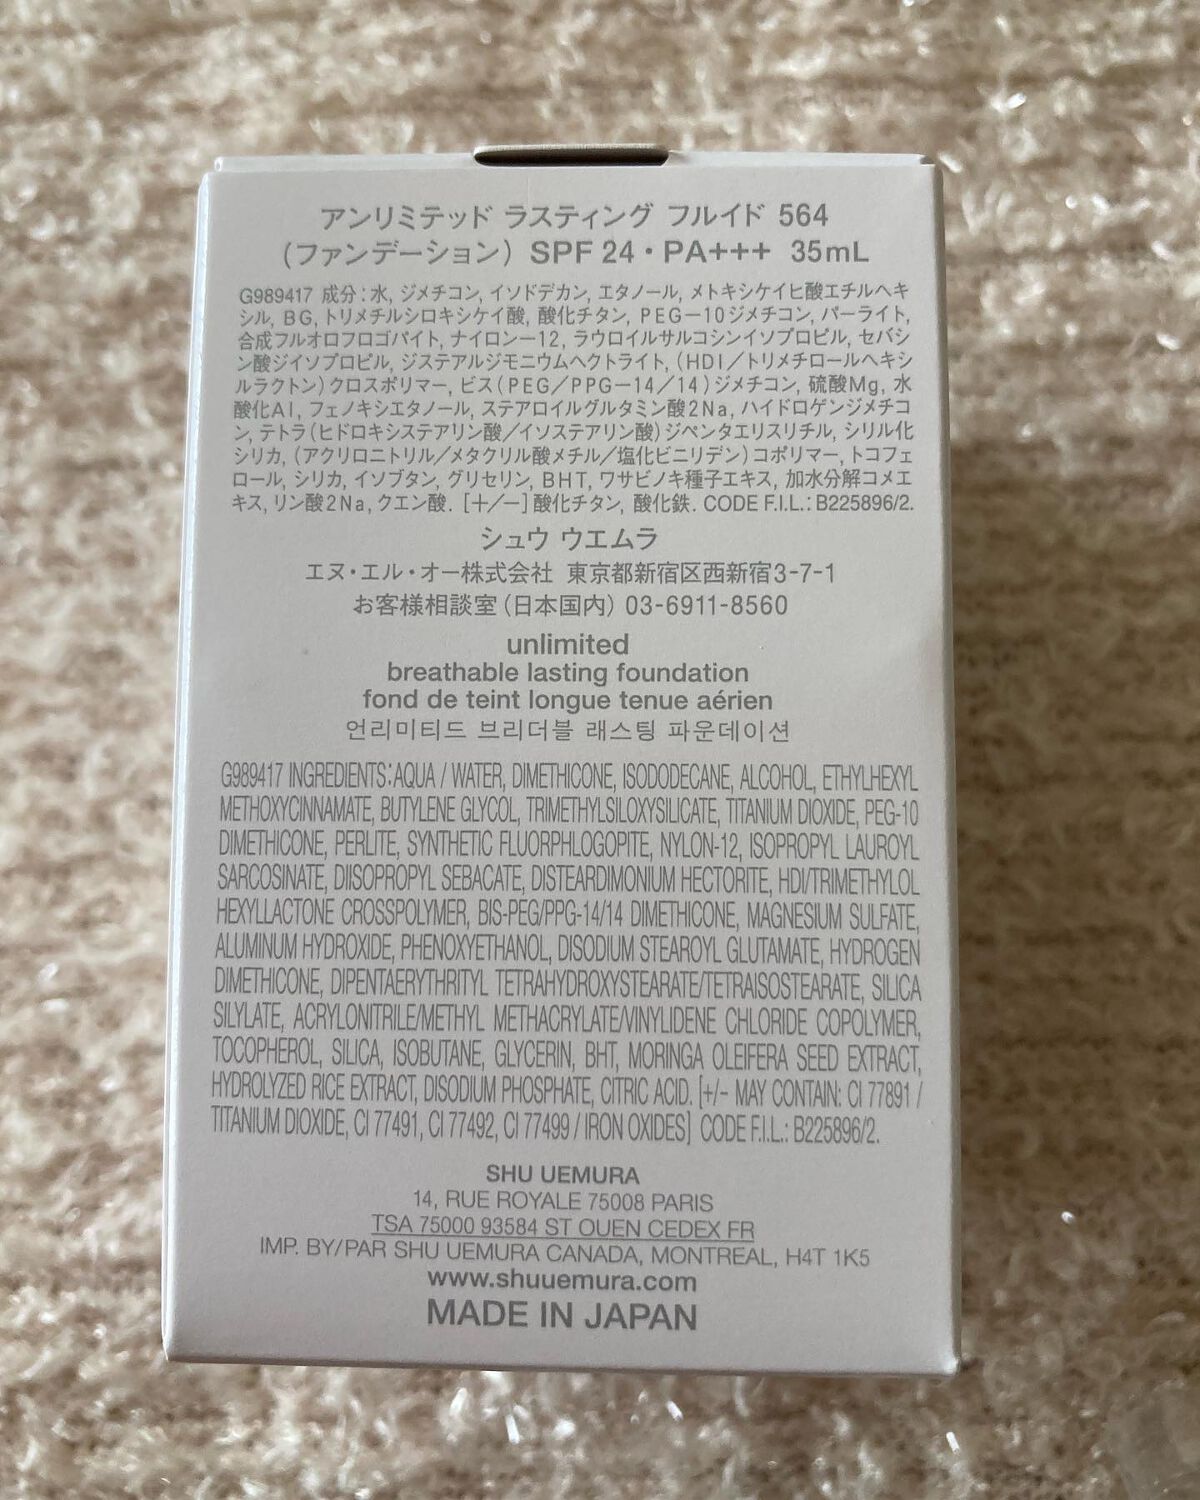 アンリミテッド ラスティング フルイド 564
(ファンデーション) SPF 24・PA+++ 35mL
G989417 成分：水, ジメチコン, イソドデカン, エタノール, メトキシケイヒ酸エチルヘキ
シル, BG, トリメチルシロキシケイ酸, 酸化チタン, PEG－10ジメチコン, パーライト,
合成フルオロフロゴパイト, ナイロン－12, ラウロイルサルコシンイソプロピル, セバシ
ン酸ジイソプロピル, ジステアルジモニウムヘクトライト, (HDI／トリメチロールヘキシ
ルラクトン)クロスポリマー, ビス(PEG／PPG－14／14)ジメチコン, 硫酸Mg, 水
酸化Al, フェノキシエタノール, ステアロイルグルタミン酸2Na, ハイドロゲンジメチコ
ン, テトラ(ヒドロキシステアリン酸／イソステアリン酸)ジペンタエリスリチル, シリル化
シリカ, (アクリロニトリル／メタクリル酸メチル／塩化ビニリデン)コポリマー, トコフェ
ロール, シリカ, イソブタン, グリセリン, BHT, ワサビノキ種子エキス, 加水分解コメエ
キス, リン酸2Na, クエン酸. [+／－]酸化チタン, 酸化鉄. CODE F.I.L.: B225896/2.
シュウ ウエムラ
エヌ・エル・オー株式会社 東京都新宿区西新宿3-7-1
お客様相談室(日本国内) 03-6911-8560
unlimited
breathable lasting foundation
fond de teint longue tenue aérien
언리미티드 브리더블 래스팅 파운데이션
G989417 INGREDIENTS: AQUA / WATER, DIMETHICONE, ISODODECANE, ALCOHOL, ETHYLHEXYL
METHOXYCINNAMATE, BUTYLENE GLYCOL, TRIMETHYLSILOXYSILICATE, TITANIUM DIOXIDE, PEG-10
DIMETHICONE, PERLITE, SYNTHETIC FLUORPHLOGOPITE, NYLON-12, ISOPROPYL LAUROYL
SARCOSINATE, DIISOPROPYL SEBACATE, DISTEARDIMONIUM HECTORITE, HDI/TRIMETHYLOL
HEXYLLACTONE CROSSPOLYMER, BIS-PEG/PPG-14/14 DIMETHICONE, MAGNESIUM SULFATE,
ALUMINUM HYDROXIDE, PHENOXYETHANOL, DISODIUM STEAROYL GLUTAMATE, HYDROGEN
DIMETHICONE, DIPENTAERYTHRITYL TETRAHYDROXYSTEARATE/TETRAISOSTEARATE, SILICA
SILYLATE, ACRYLONITRILE/METHYL METHACRYLATE/VINYLIDENE CHLORIDE COPOLYMER,
TOCOPHEROL, SILICA, ISOBUTANE, GLYCERIN, BHT, MORINGA OLEIFERA SEED EXTRACT,
HYDROLYZED RICE EXTRACT, DISODIUM PHOSPHATE, CITRIC ACID. [+/- MAY CONTAIN: CI 77891 /
TITANIUM DIOXIDE, CI 77491, CI 77492, CI 77499 / IRON OXIDES] CODE F.I.L.: B225896/2.
SHU UEMURA
14, RUE ROYALE 75008 PARIS
TSA 75000 93584 ST OUEN CEDEX FR
IMP. BY/PAR SHU UEMURA CANADA, MONTREAL, H4T 1K5
www.shuuemura.com
MADE IN JAPAN